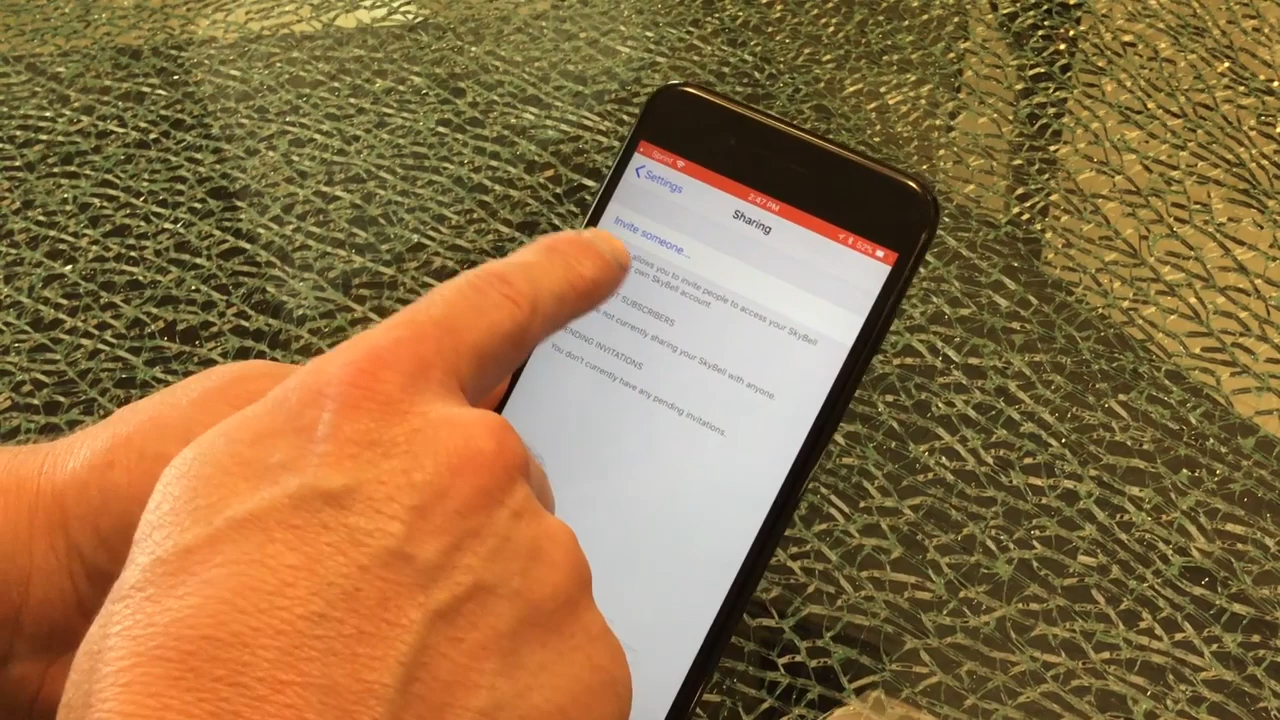 Sprint
2:47 PM
52%
Settings
Sharing
Invite someone...
allows you to invite people to access your SkyBell
own SkyBell account.
SUBSCRIBERS
not currently sharing your SkyBell with anyone.
PENDING INVITATIONS
You don't currently have any pending invitations.